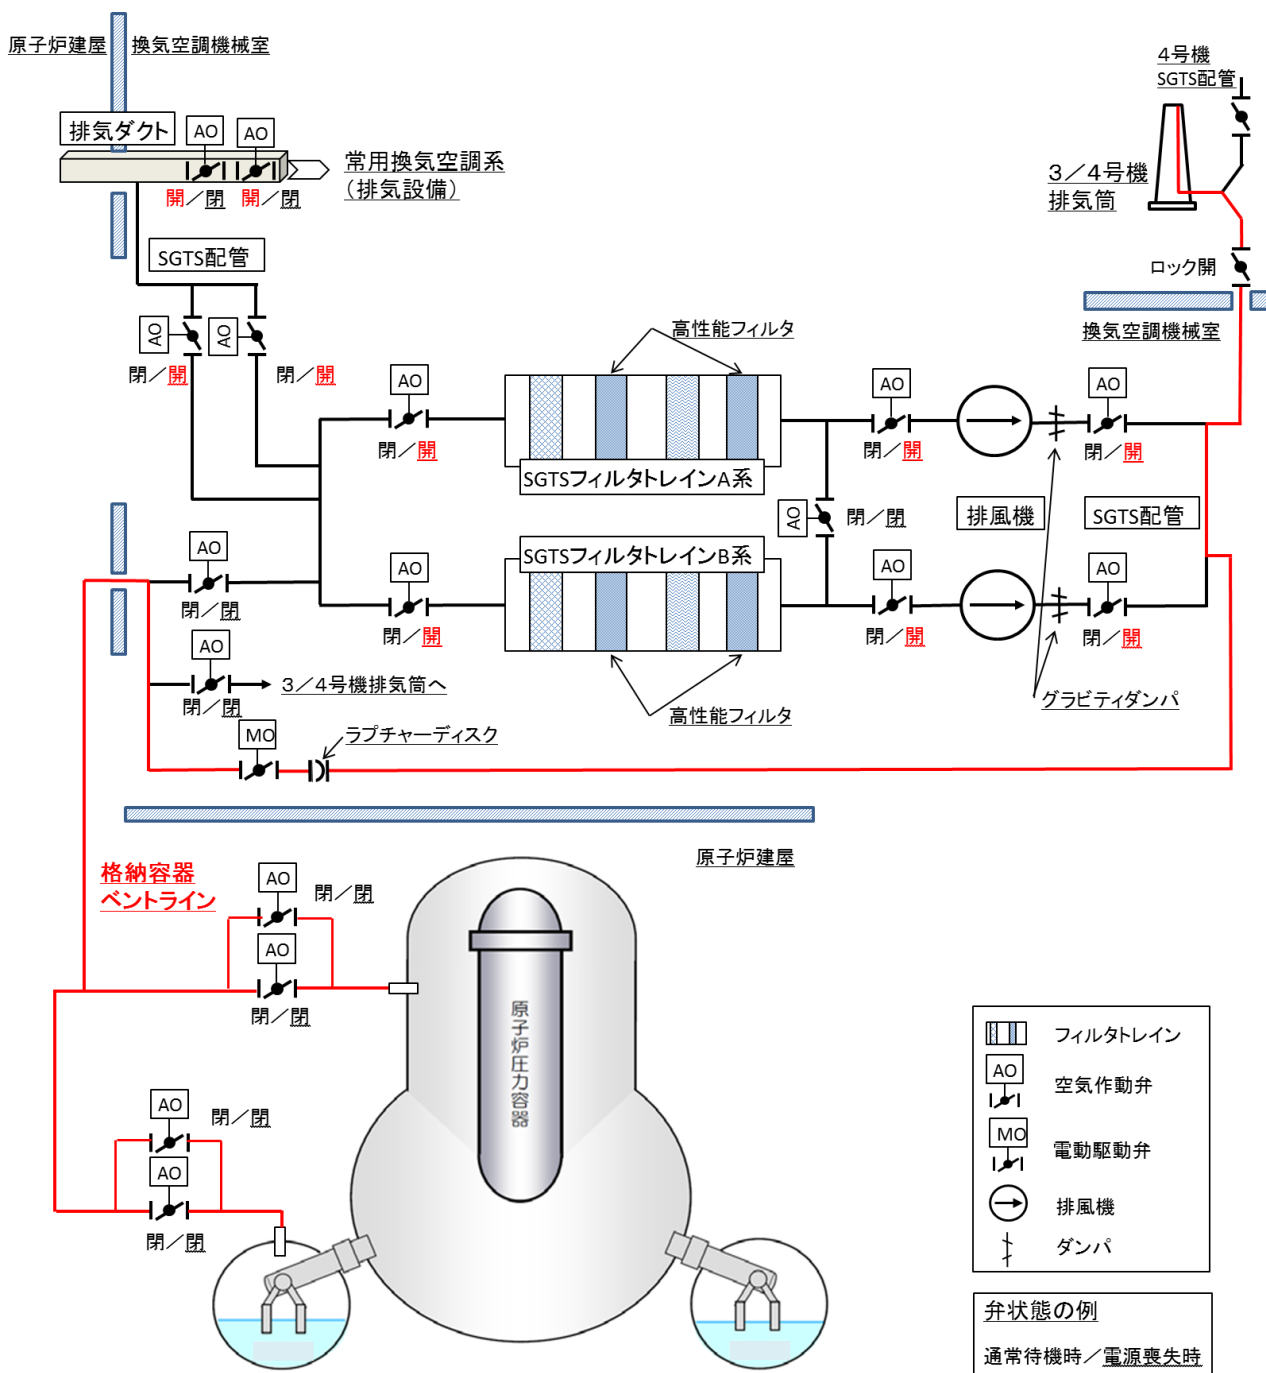 原子炉建屋
換気空調機械室
4号機
SGTS配管
排気ダクト
AO
AO
常用換気空調系
(排気設備)
開／閉
開／閉
3／4号機
排気筒
SGTS配管
ロック開
AO
AO
高性能フィルタ
換気空調機械室
閉／開
閉／開
AO
AO
AO
閉／開
閉／開
閉／開
SGTSフィルタトレインA系
AO
閉／閉
排風機
SGTS配管
AO
SGTSフィルタトレインB系
AO
AO
AO
閉／閉
閉／開
閉／開
閉／開
AO
3／4号機排気筒へ
閉／閉
高性能フィルタ
グラビティダンパ
MO
ラプチャーディスク
原子炉建屋
格納容器
ベントライン
AO
閉／閉
AO
閉／閉
原子炉圧力容器
AO
閉／閉
AO
閉／閉
フィルタトレイン
AO
空気作動弁
MO
電動駆動弁
排風機
ダンパ
弁状態の例
通常待機時／電源喪失時